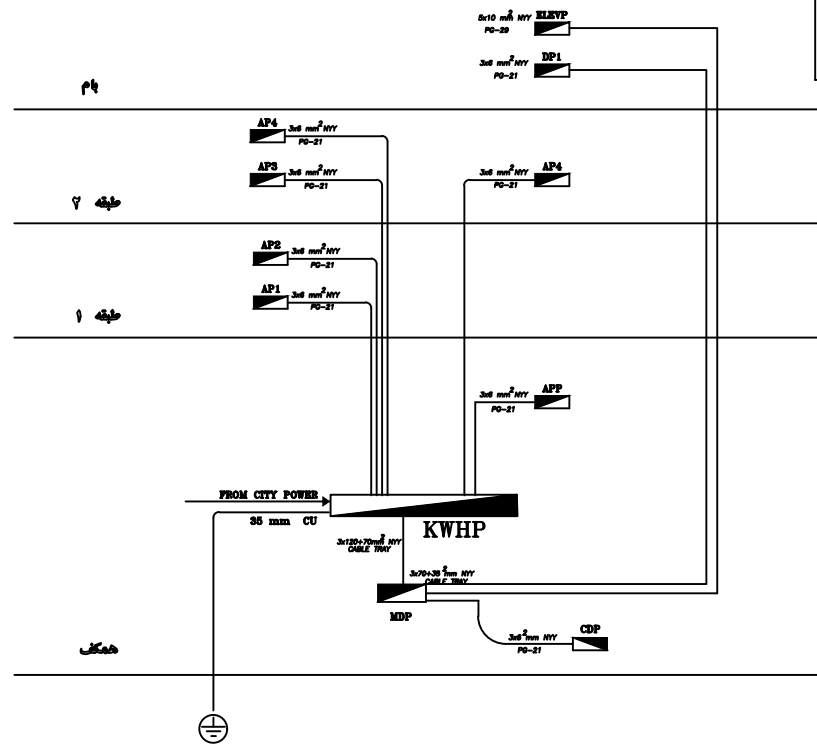 5x10 mm² NYY ELEVP
PG-29
3x6 mm² NYY DP1
PG-21
بام
AP4
3x6 mm² NYY
PG-21
AP3
3x6 mm² NYY
PG-21
3x6 mm² NYY AP4
PG-21
طبقه ۲
AP2
3x6 mm² NYY
PG-21
AP1
3x6 mm² NYY
PG-21
طبقه ۱
3x6 mm² NYY APP
PG-21
FROM CITY POWER
35 mm CU
KWHP
3x120+70mm² NYY
CABLE TRAY
3x70+35 ²mm NYY
CABLE TRAY
MDP
3x6 ²mm NYY CDP
PG-21
همکف